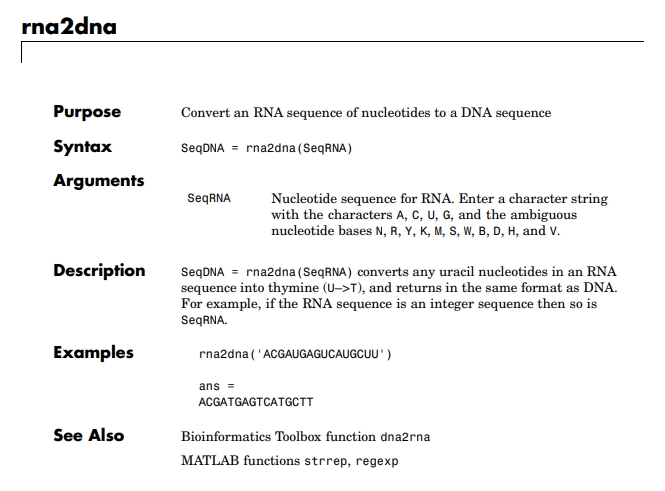 rna2dna
Purpose Convert an RNA sequence of nucleotides to a DNA sequence
Syntax SeqDNA = rna2dna(SeqRNA)
Arguments
SeqRNA Nucleotide sequence for RNA. Enter a character string
with the characters A, C, U, G, and the ambiguous
nucleotide bases N, R, Y, K, M, S, W, B, D, H, and V.
Description SeqDNA = rna2dna(SeqRNA) converts any uracil nucleotides in an RNA
sequence into thymine (U–>T), and returns in the same format as DNA.
For example, if the RNA sequence is an integer sequence then so is
SeqRNA.
Examples rna2dna('ACGAUGAGUCAUGCUU')
ans =
ACGATGAGTCATGCTT
See Also Bioinformatics Toolbox function dna2rna
MATLAB functions strrep, regexp